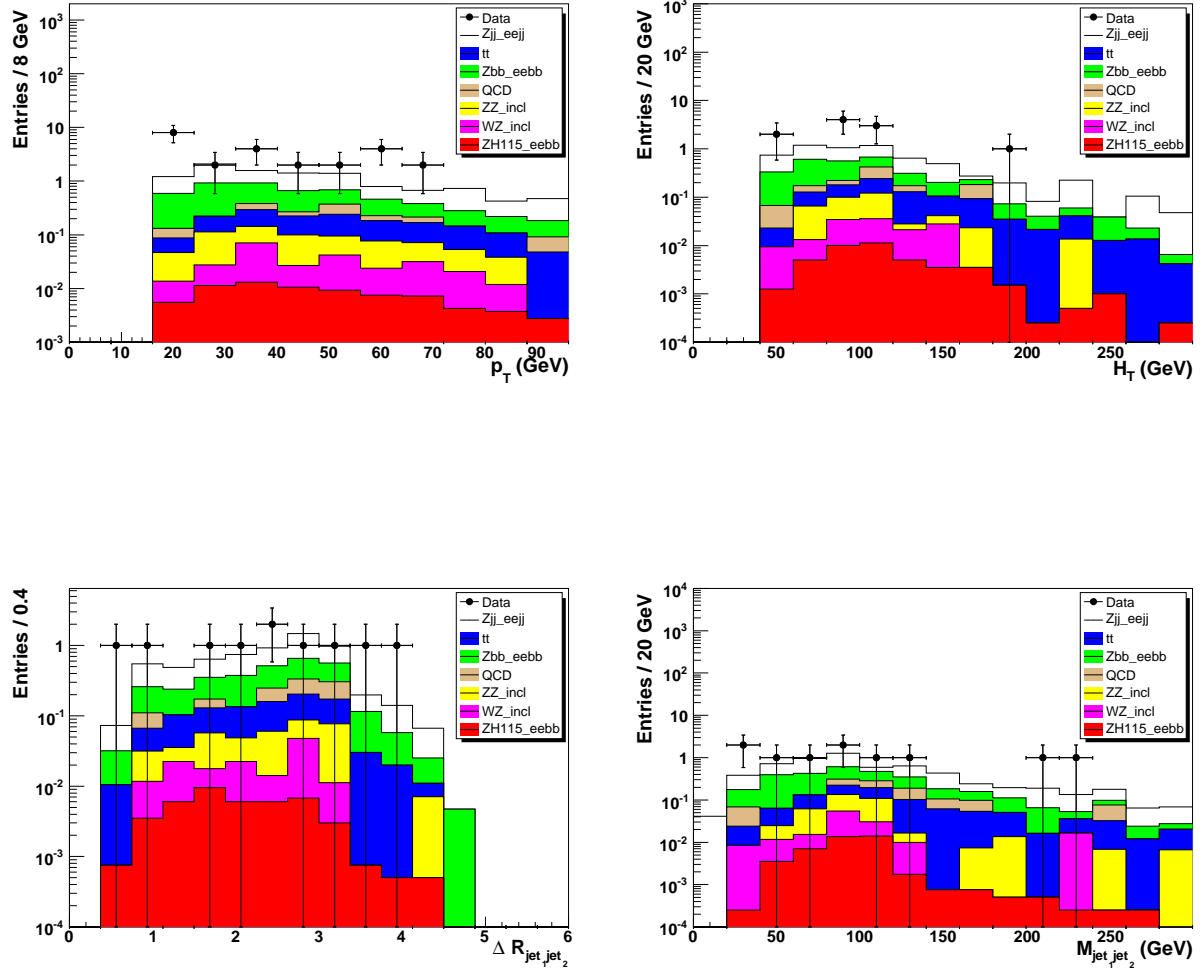 Entries / 8 GeV
10³
10²
10
1
10⁻¹
10⁻²
10⁻³
0 10 20 30 40 50 60 70 80 90
p_T (GeV)
Data
Zjj_eejj
tt
Zbb_eebb
QCD
ZZ_incl
WZ_incl
ZH115_eebb
Entries / 20 GeV
10³
10²
10
1
10⁻¹
10⁻²
10⁻³
10⁻⁴
0 50 100 150 200 250
H_T (GeV)
Data
Zjj_eejj
tt
Zbb_eebb
QCD
ZZ_incl
WZ_incl
ZH115_eebb
Entries / 0.4
1
10⁻¹
10⁻²
10⁻³
10⁻⁴
0 1 2 3 4 5 6
Δ R_jet₁jet₂
Data
Zjj_eejj
tt
Zbb_eebb
QCD
ZZ_incl
WZ_incl
ZH115_eebb
Entries / 20 GeV
10⁴
10³
10²
10
1
10⁻¹
10⁻²
10⁻³
10⁻⁴
0 50 100 150 200 250
M_jet₁jet₂ (GeV)
Data
Zjj_eejj
tt
Zbb_eebb
QCD
ZZ_incl
WZ_incl
ZH115_eebb